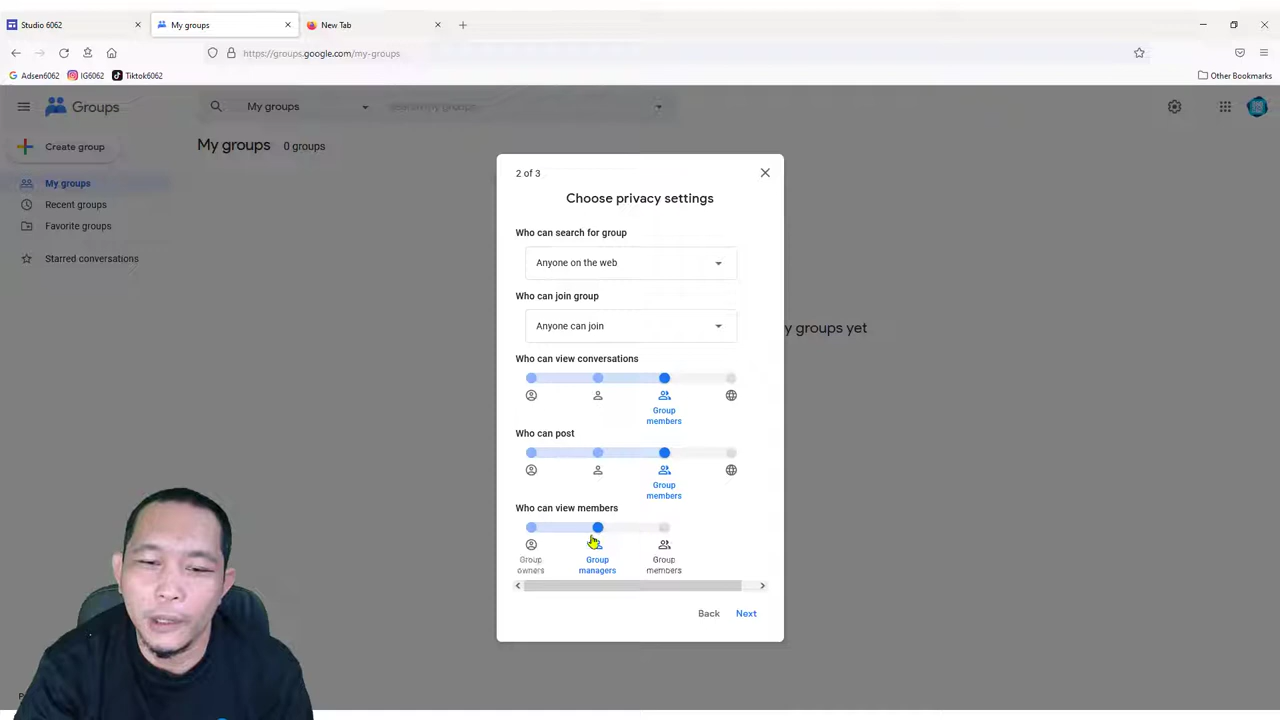 Studio 6062
My groups
New Tab
https://groups.google.com/my-groups
Adsen6062
IG6062
Tiktok6062
Other Bookmarks
Groups
My groups
Create group
My groups
0 groups
My groups
Recent groups
Favorite groups
Starred conversations
2 of 3
Choose privacy settings
Who can search for group
Anyone on the web
Who can join group
Anyone can join
y groups yet
Who can view conversations
Group
members
Who can post
Group
members
Who can view members
Group
owners
Group
managers
Group
members
Back
Next